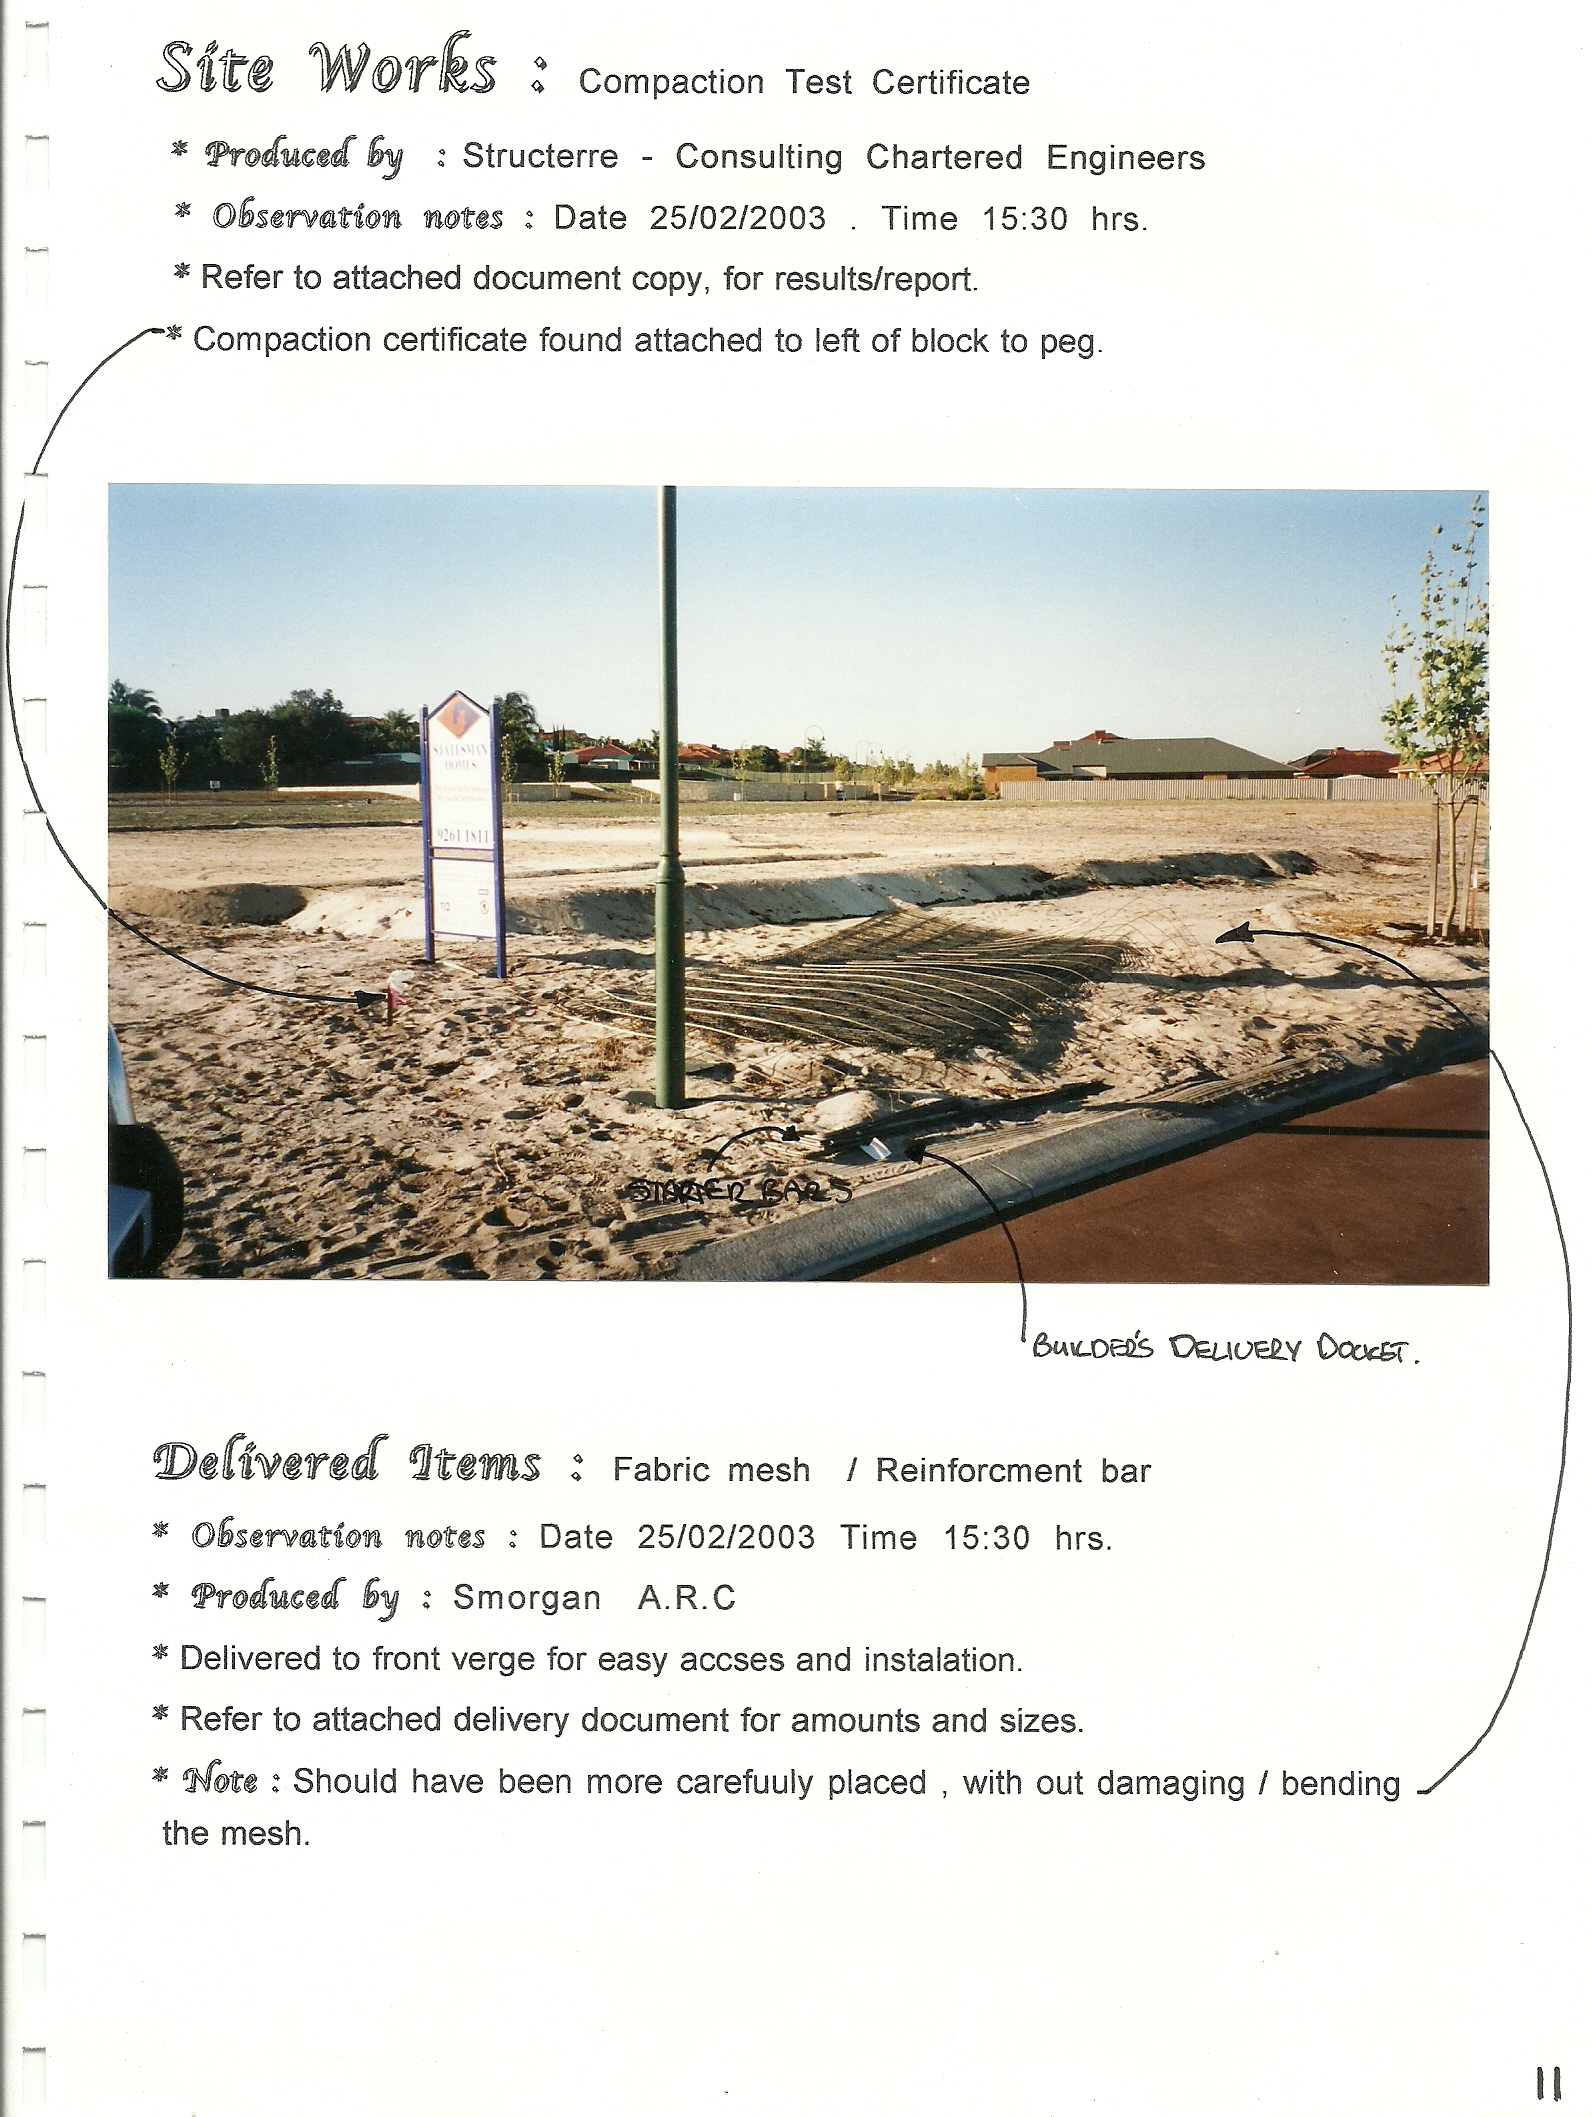 Site Works : Compaction Test Certificate
* Produced by : Structerre - Consulting Chartered Engineers
* Observation notes : Date 25/02/2003 . Time 15:30 hrs.
* Refer to attached document copy, for results/report.
* Compaction certificate found attached to left of block to peg.
STATESMAN
HOMES
9261 1811
112
STARTER BARS
BUILDER'S DELIVERY DOCKET.
Delivered Items : Fabric mesh / Reinforcment bar
* Observation notes : Date 25/02/2003 Time 15:30 hrs.
* Produced by : Smorgan A.R.C
* Delivered to front verge for easy accses and instalation.
* Refer to attached delivery document for amounts and sizes.
* Note : Should have been more carefuuly placed , with out damaging / bending
the mesh.
11